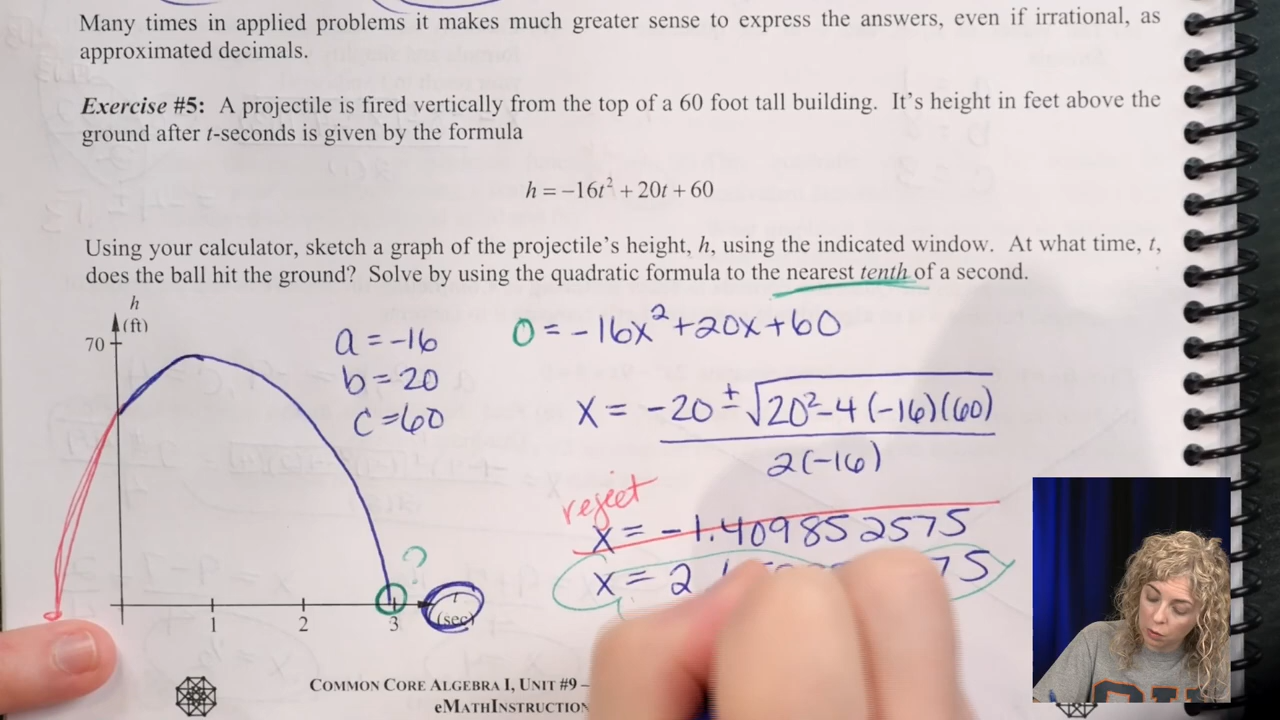 Many times in applied problems it makes much greater sense to express the answers, even if irrational, as
approximated decimals.
Exercise #5: A projectile is fired vertically from the top of a 60 foot tall building. It's height in feet above the
ground after t-seconds is given by the formula
h = −16t² + 20t + 60
Using your calculator, sketch a graph of the projectile's height, h, using the indicated window. At what time, t,
does the ball hit the ground? Solve by using the quadratic formula to the nearest tenth of a second.
h
(ft)
70
a = -16
b = 20
c = 60
0 = -16x² + 20x + 60
x = -20 ± √20² - 4(-16)(60)
2(-16)
reject
x = -1.409852575
x = 2
75
?
1 2 3
(sec)
COMMON CORE ALGEBRA I, UNIT #9 –
eMATHINSTRUCTION